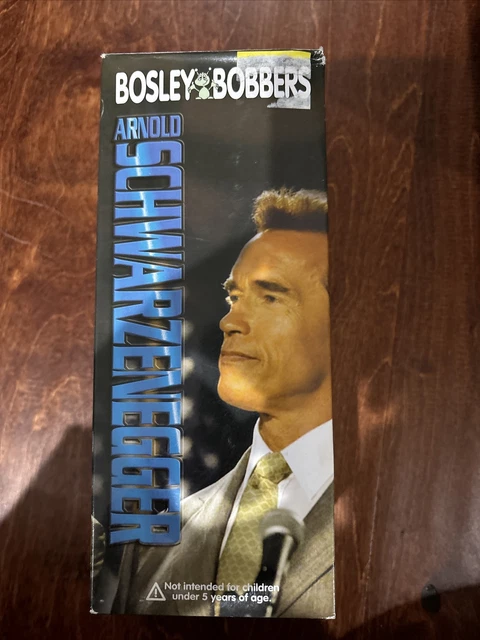 BOSLEY BOBBERS
ARNOLD
SCHWARZENEGGER
Not intended for children
under 5 years of age.